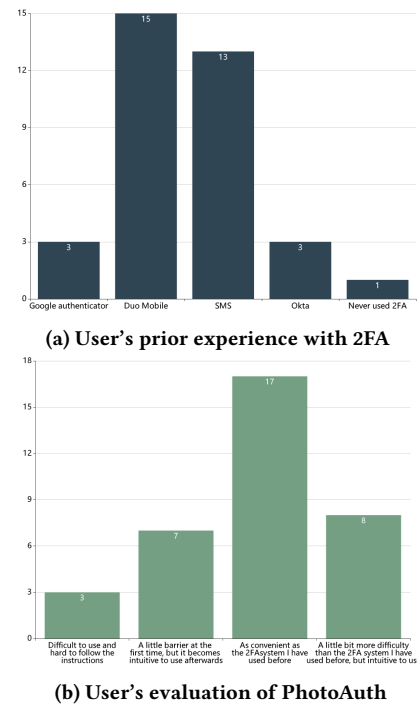 15
15
13
12
9
6
3
3
3
1
0
Google authenticator Duo Mobile SMS Okta Never used 2FA
(a) User's prior experience with 2FA
18
17
15
12
9
8
7
6
3
3
0
Difficult to use and
hard to follow the
instructions
A little barrier at the
first time, but it becomes
intuitive to use afterwards
As convenient as
the 2FAsystem I have
used before
A little bit more difficulty
than the 2FA system I have
used before, but intuitive to us
(b) User's evaluation of PhotoAuth